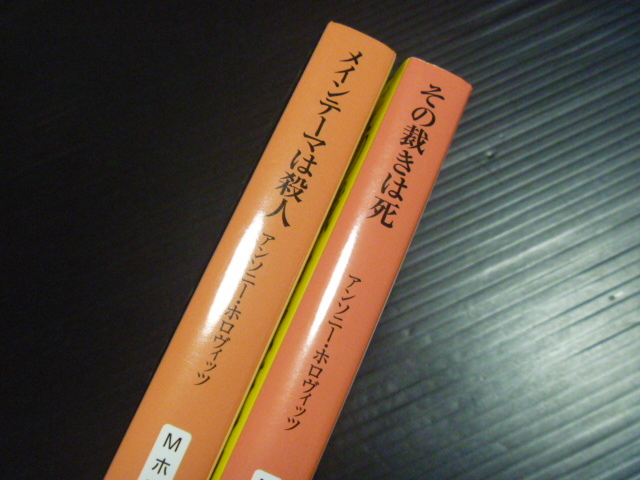 メインテーマは殺人
アンソニー・ホロヴィッツ
M
ホ
その裁きは死
アンソニー・ホロヴィッツ